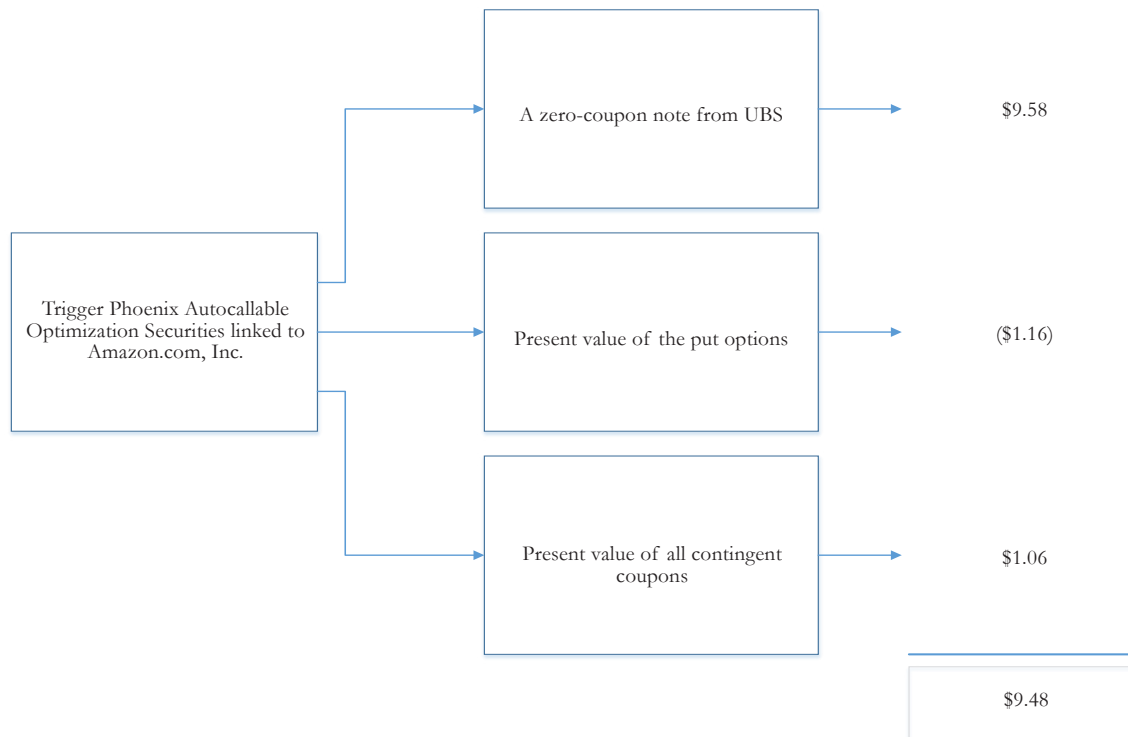 A zero-coupon note from UBS
$9.58
Trigger Phoenix Autocallable
Optimization Securities linked to
Amazon.com, Inc.
Present value of the put options
($1.16)
Present value of all contingent
coupons
$1.06
$9.48